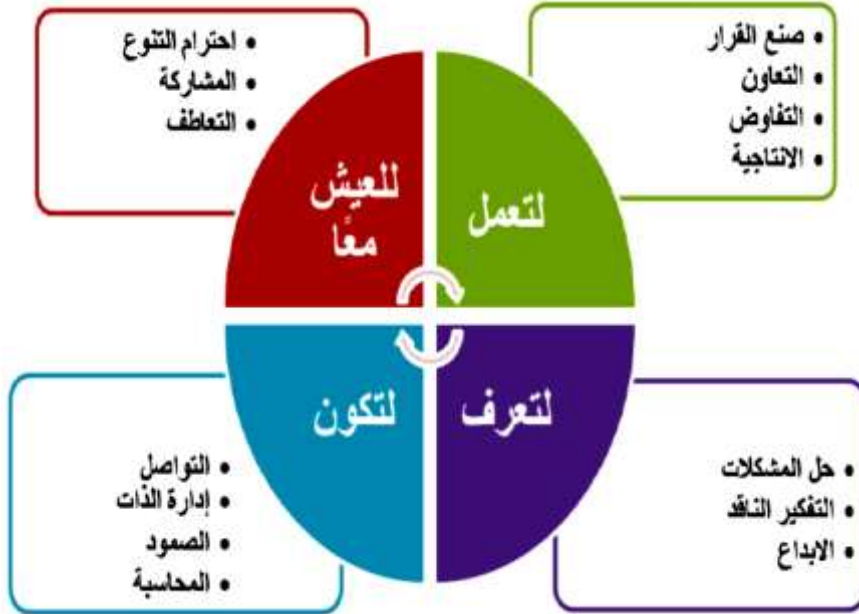 صنع القرار
التعاون
التفاوض
الانتاجية
لتعمل
احترام التنوع
المشاركة
التعاطف
للعيش
معًا
لتعرف
حل المشكلات
التفكير الناقد
الابداع
لتكون
التواصل
إدارة الذات
الصمود
المحاسبة